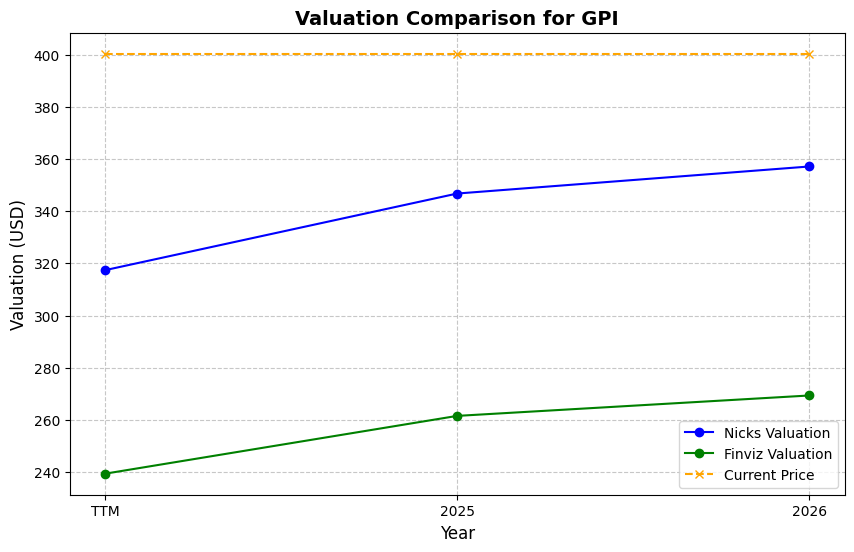 Valuation Comparison for GPI
400
380
360
340
320
300
280
260
240
Valuation (USD)
TTM
2025
2026
Year
Nicks Valuation
Finviz Valuation
Current Price